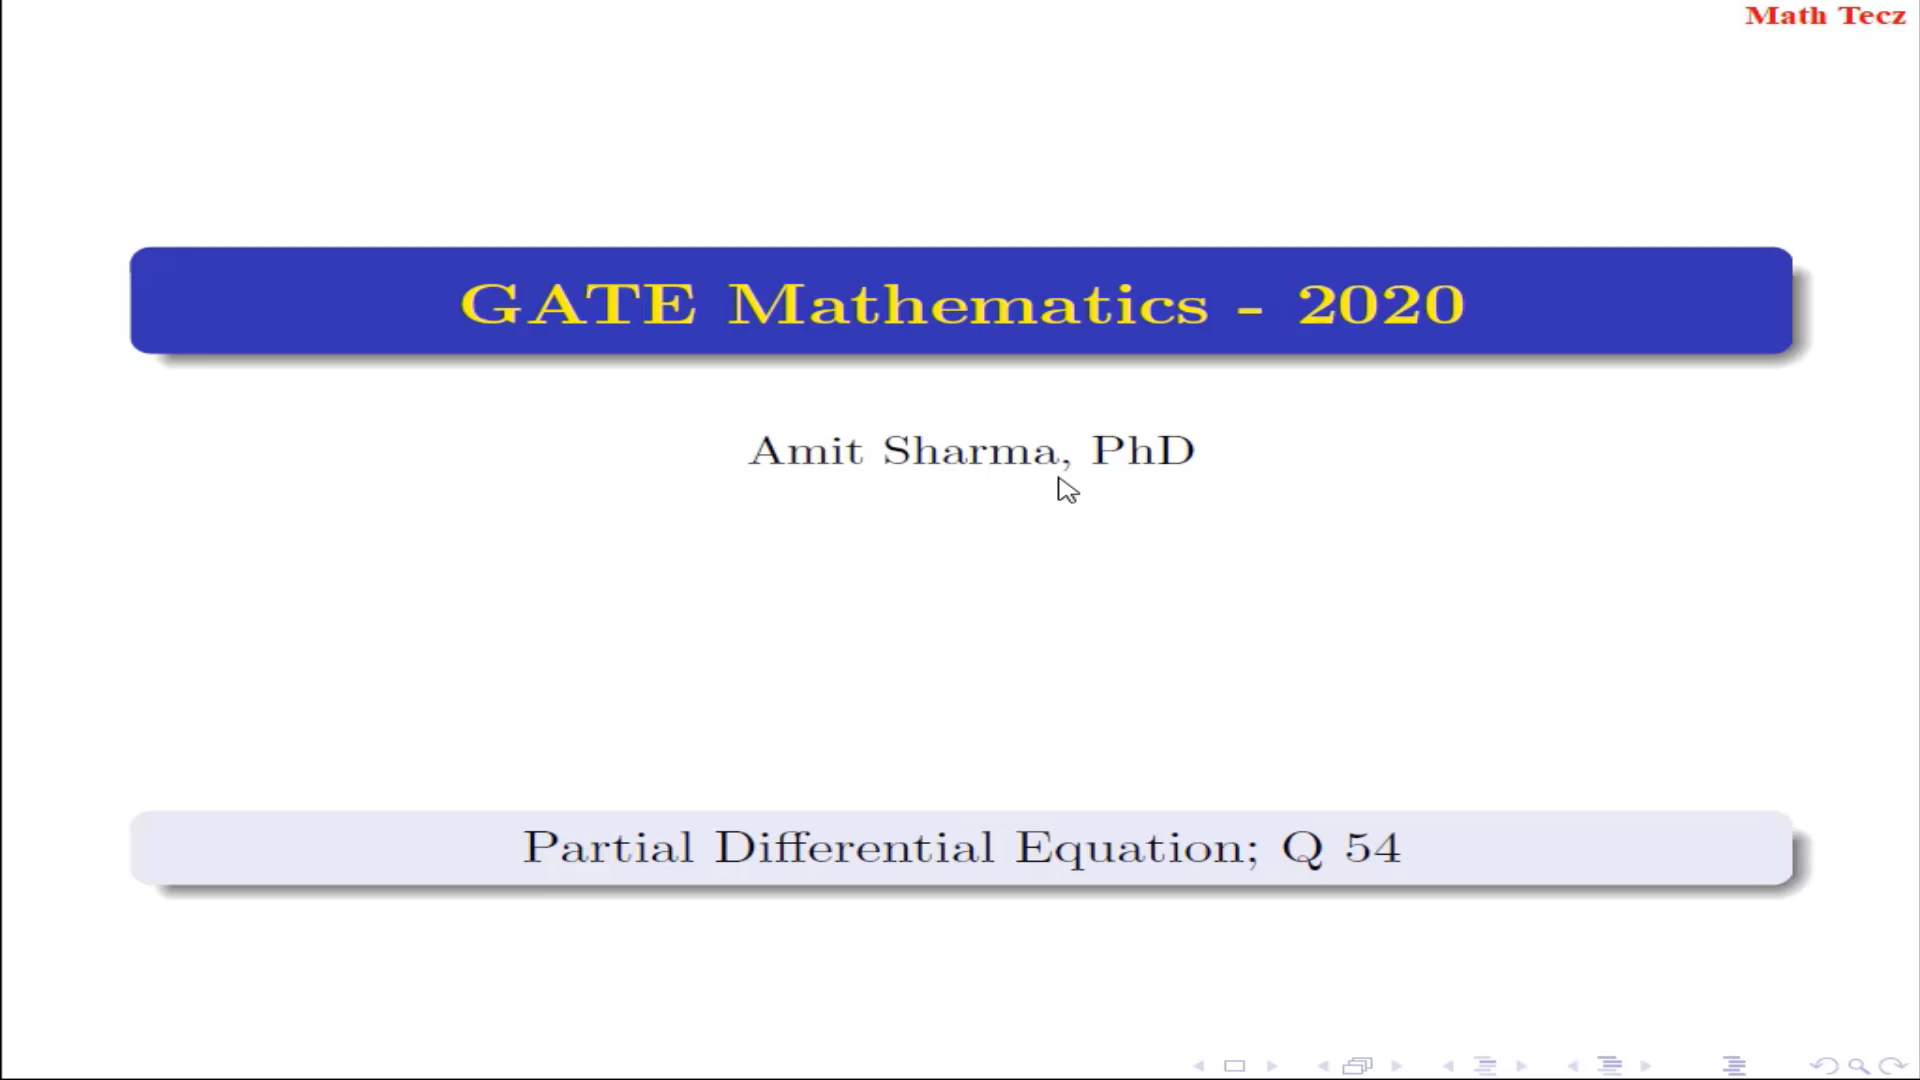 Math Tecz
GATE Mathematics - 2020
Amit Sharma, PhD
Partial Differential Equation; Q 54